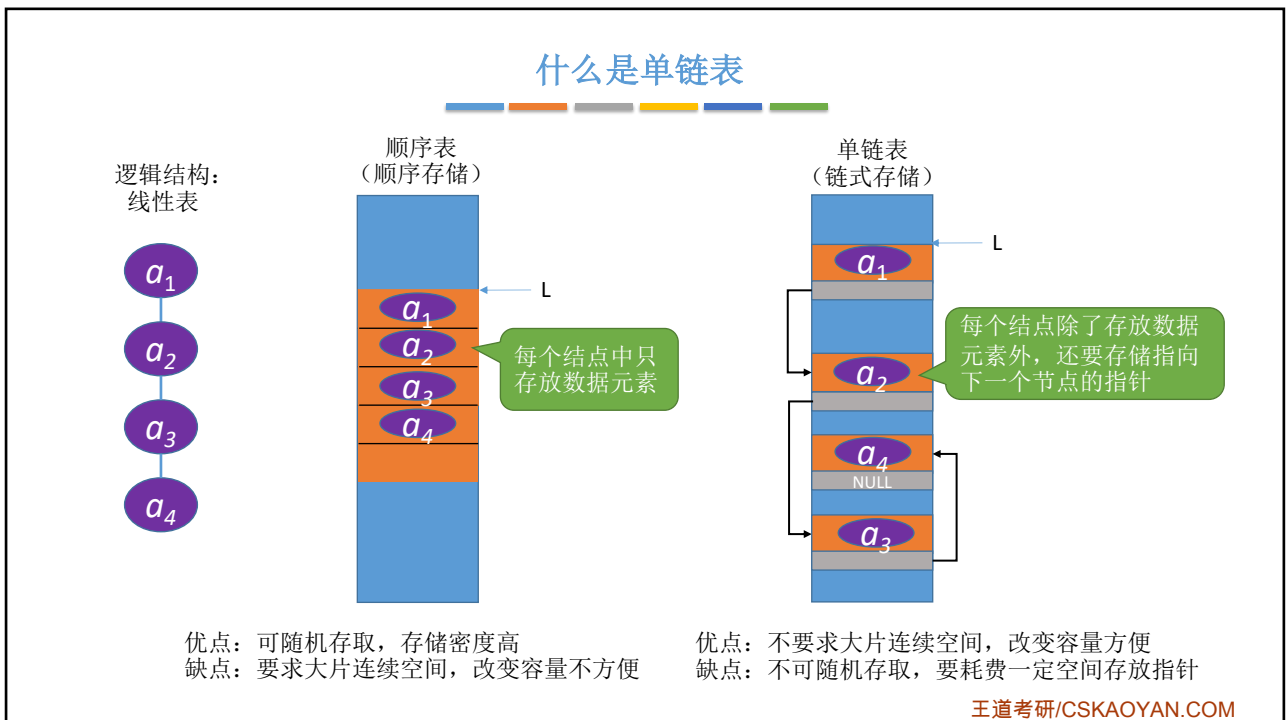 什么是单链表
逻辑结构：
线性表
a1
a2
a3
a4
顺序表
（顺序存储）
L
a1
a2
a3
a4
每个结点中只
存放数据元素
优点：可随机存取，存储密度高
缺点：要求大片连续空间，改变容量不方便
单链表
（链式存储）
L
a1
a2
a4
NULL
a3
每个结点除了存放数据
元素外，还要存储指向
下一个节点的指针
优点：不要求大片连续空间，改变容量方便
缺点：不可随机存取，要耗费一定空间存放指针
王道考研/CSKAOYAN.COM